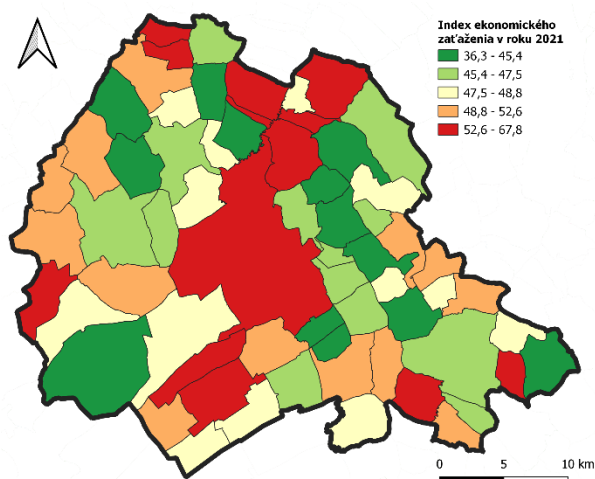 Index ekonomického
zaťaženia v roku 2021
36,3 - 45,4
45,4 - 47,5
47,5 - 48,8
48,8 - 52,6
52,6 - 67,8
0 5 10 km